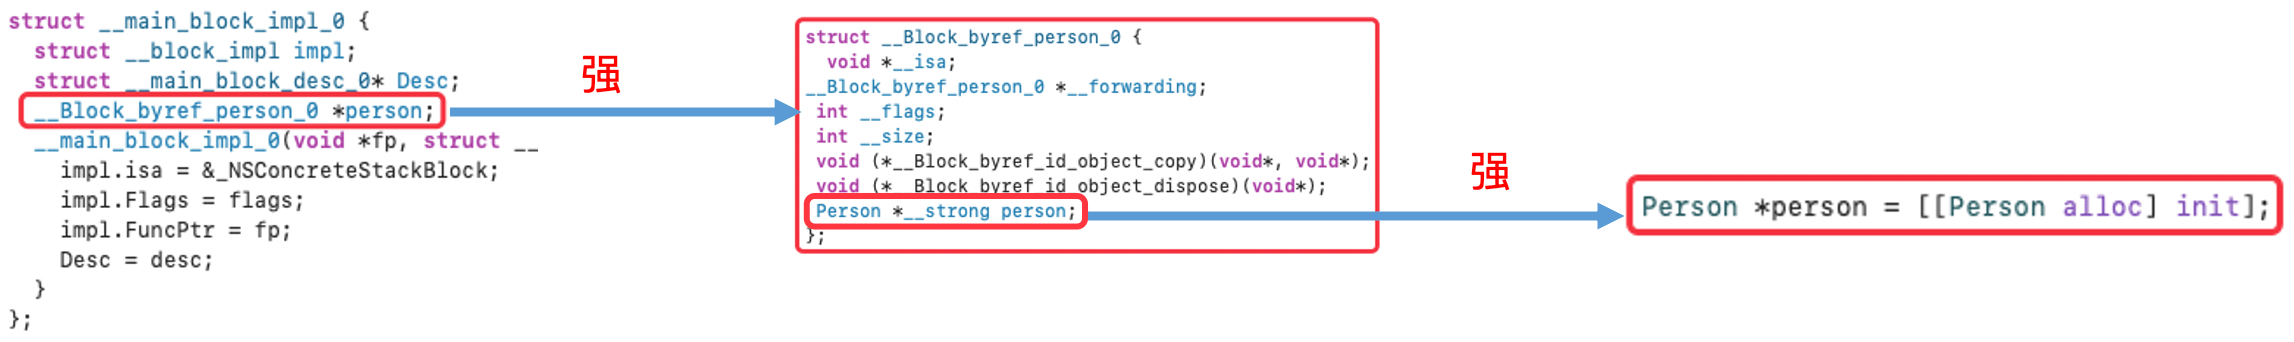 struct __main_block_impl_0 {
struct __block_impl impl;
struct __main_block_desc_0* Desc;
__Block_byref_person_0 *person;
__main_block_impl_0(void *fp, struct __
impl.isa = &_NSConcreteStackBlock;
impl.Flags = flags;
impl.FuncPtr = fp;
Desc = desc;
}
};
强
struct __Block_byref_person_0 {
void *__isa;
__Block_byref_person_0 *__forwarding;
int __flags;
int __size;
void (*__Block_byref_id_object_copy)(void*, void*);
void (*__Block_byref_id_object_dispose)(void*);
Person *__strong person;
};
强
Person *person = [[Person alloc] init];